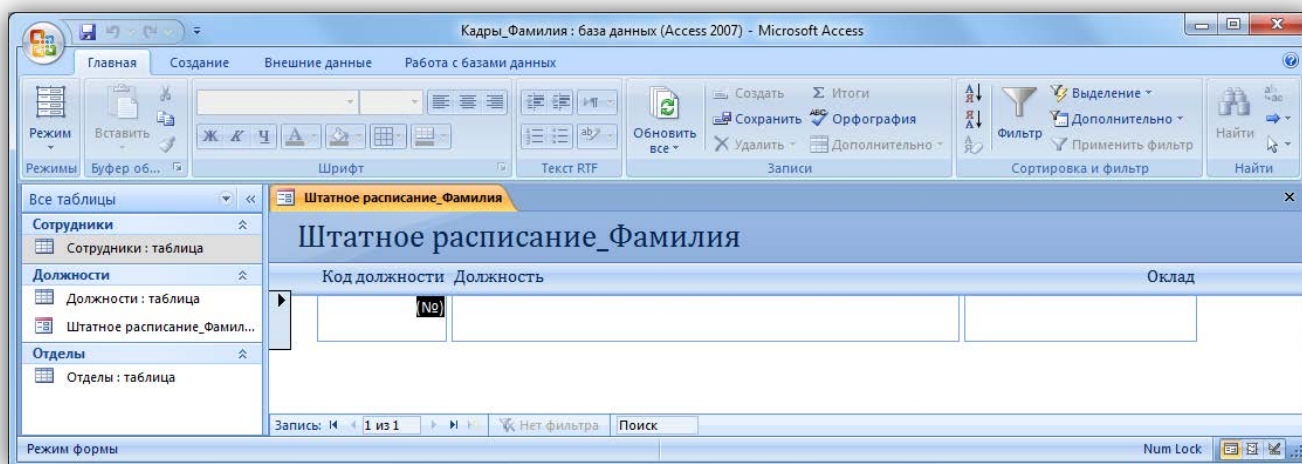 Кадры_Фамилия : база данных (Access 2007) - Microsoft Access
Главная Создание Внешние данные Работа с базами данных
Режим
Вставить
Ж К Ч
Обновить все
Создать
Сохранить
Удалить
Итоги
Орфография
Дополнительно
Фильтр
Выделение
Дополнительно
Применить фильтр
Найти
Режимы Буфер об... Шрифт Текст RTF Записи Сортировка и фильтр Найти
Все таблицы
Сотрудники
Сотрудники : таблица
Должности
Должности : таблица
Штатное расписание_Фамил...
Отделы
Отделы : таблица
Штатное расписание_Фамилия
Штатное расписание_Фамилия
Код должности Должность Оклад
(№)
Запись: 1 из 1 Нет фильтра Поиск
Режим формы Num Lock